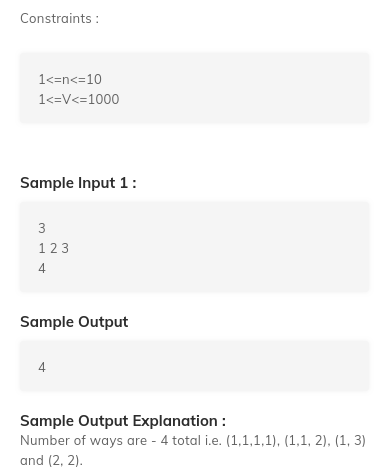 Constraints :
1<=n<=10
1<=V<=1000
Sample Input 1 :
3
1 2 3
4
Sample Output
4
Sample Output Explanation :
Number of ways are - 4 total i.e. (1,1,1,1), (1,1, 2), (1, 3)
and (2, 2).